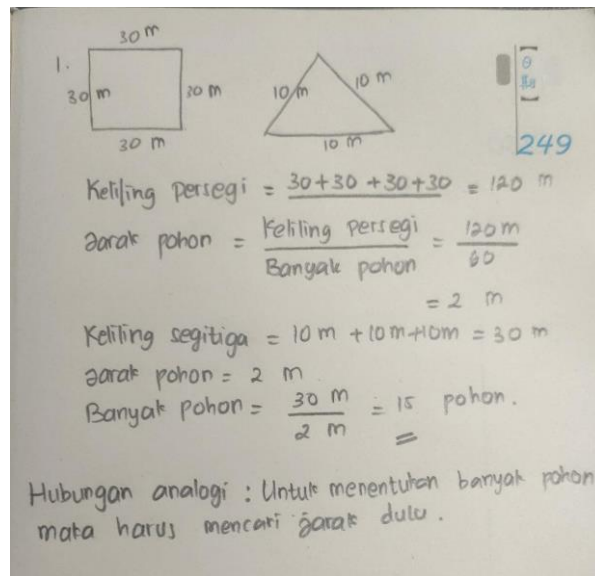 30 m
1.
30 m
30 m
30 m
10 m
10 m
10 m
249
Keliling persegi = 30+30+30+30 = 120 m
Jarak pohon = Keliling persegi / Banyak pohon = 120 m / 60
= 2 m
Keliling segitiga = 10 m + 10 m + 10m = 30 m
Jarak pohon = 2 m
Banyak pohon = 30 m / 2 m = 15 pohon.
Hubungan analogi : Untuk menentukan banyak pohon
maka harus mencari jarak dulu.